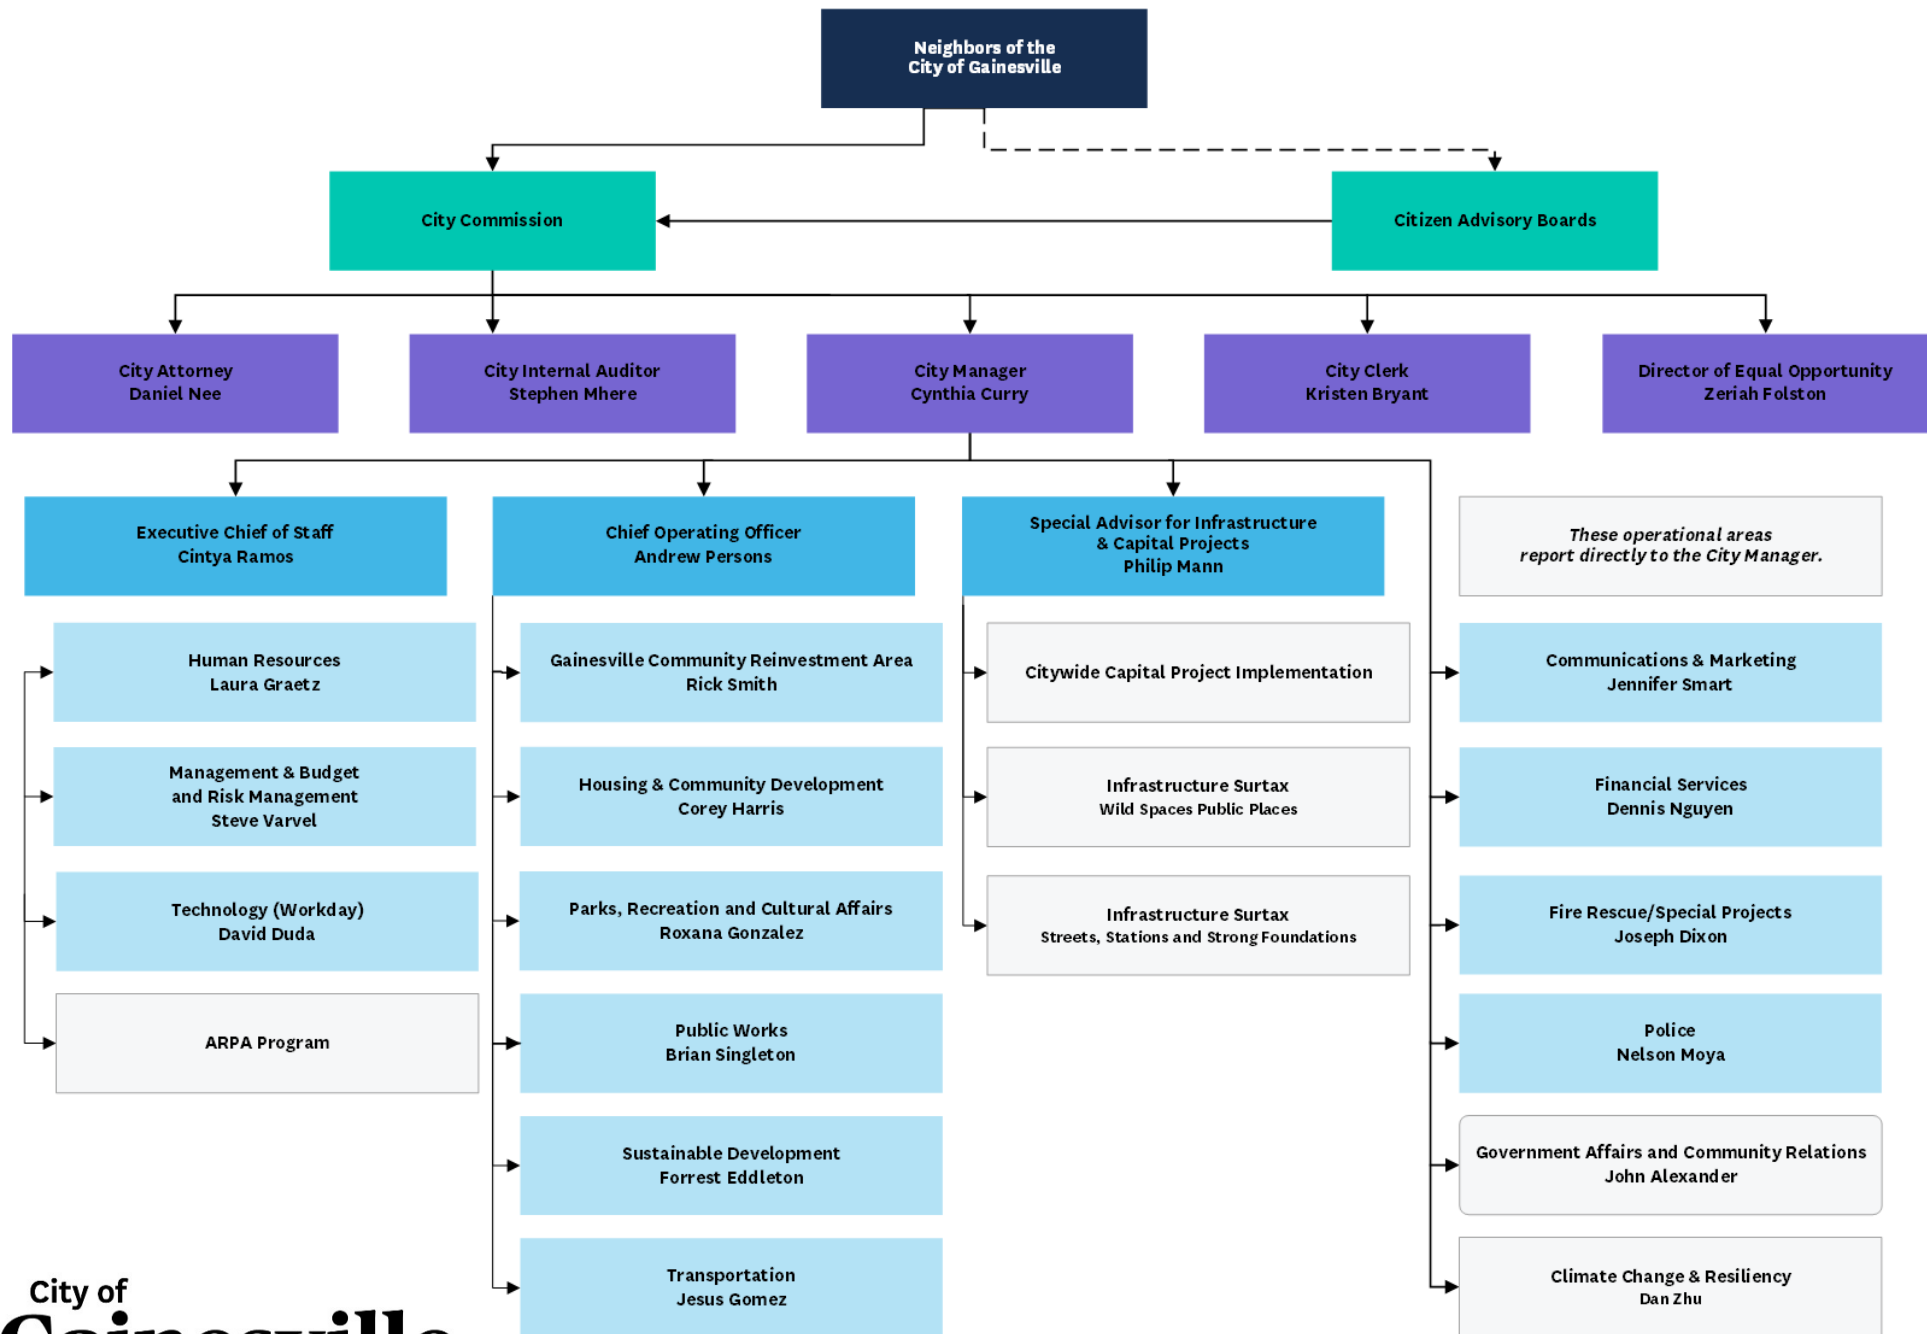 Neighbors of the
City of Gainesville
City Commission
Citizen Advisory Boards
City Attorney
Daniel Nee
City Internal Auditor
Stephen Mhere
City Manager
Cynthia Curry
City Clerk
Kristen Bryant
Director of Equal Opportunity
Zeriah Folston
Executive Chief of Staff
Cintya Ramos
Chief Operating Officer
Andrew Persons
Special Advisor for Infrastructure
& Capital Projects
Philip Mann
These operational areas
report directly to the City Manager.
Human Resources
Laura Graetz
Management & Budget
and Risk Management
Steve Varvel
Technology (Workday)
David Duda
ARPA Program
Gainesville Community Reinvestment Area
Rick Smith
Housing & Community Development
Corey Harris
Parks, Recreation and Cultural Affairs
Roxana Gonzalez
Public Works
Brian Singleton
Sustainable Development
Forrest Eddleton
Transportation
Jesus Gomez
Citywide Capital Project Implementation
Infrastructure Surtax
Wild Spaces Public Places
Infrastructure Surtax
Streets, Stations and Strong Foundations
Communications & Marketing
Jennifer Smart
Financial Services
Dennis Nguyen
Fire Rescue/Special Projects
Joseph Dixon
Police
Nelson Moya
Government Affairs and Community Relations
John Alexander
Climate Change & Resiliency
Dan Zhu
City of
Gainesville